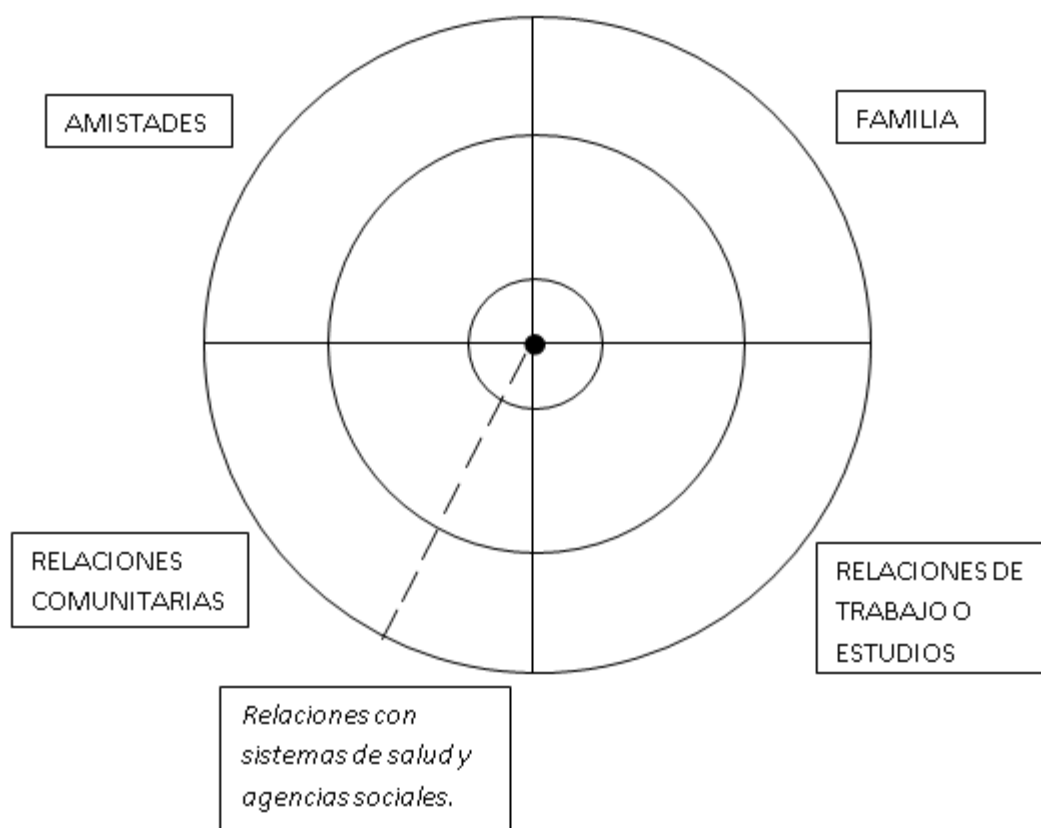 AMISTADES
FAMILIA
RELACIONES
COMUNITARIAS
RELACIONES DE
TRABAJO O
ESTUDIOS
Relaciones con
sistemas de salud y
agencias sociales.